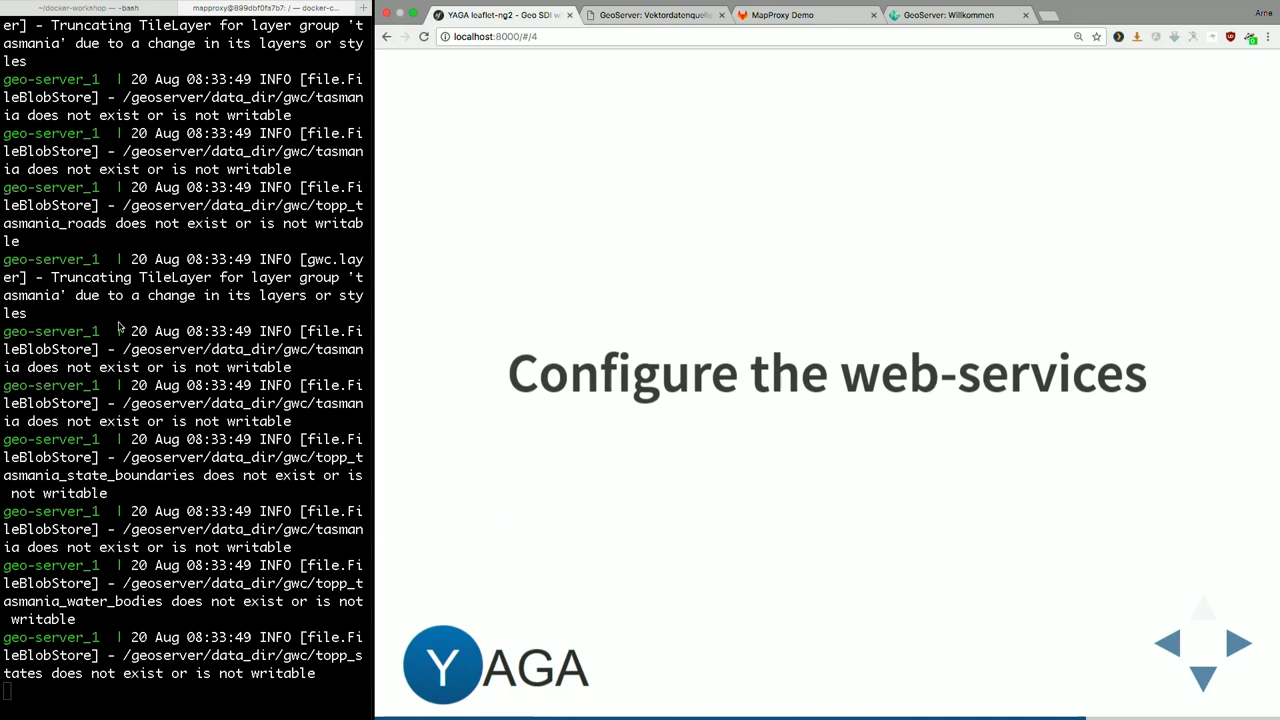 ~/docker-workshop — -bash
mapproxy@899dbf0fa7b7: / — docker-c...
+
er] - Truncating TileLayer for layer group 't
asmania' due to a change in its layers or sty
les
geo-server_1  | 20 Aug 08:33:49 INFO [file.Fi
leBlobStore] - /geoserver/data_dir/gwc/tasman
ia does not exist or is not writable
geo-server_1  | 20 Aug 08:33:49 INFO [file.Fi
leBlobStore] - /geoserver/data_dir/gwc/tasman
ia does not exist or is not writable
geo-server_1  | 20 Aug 08:33:49 INFO [file.Fi
leBlobStore] - /geoserver/data_dir/gwc/topp_t
asmania_roads does not exist or is not writab
le
geo-server_1  | 20 Aug 08:33:49 INFO [gwc.lay
er] - Truncating TileLayer for layer group 't
asmania' due to a change in its layers or sty
les
geo-server_1  | 20 Aug 08:33:49 INFO [file.Fi
leBlobStore] - /geoserver/data_dir/gwc/tasman
ia does not exist or is not writable
geo-server_1  | 20 Aug 08:33:49 INFO [file.Fi
leBlobStore] - /geoserver/data_dir/gwc/tasman
ia does not exist or is not writable
geo-server_1  | 20 Aug 08:33:49 INFO [file.Fi
leBlobStore] - /geoserver/data_dir/gwc/topp_t
asmania_state_boundaries does not exist or is
 not writable
geo-server_1  | 20 Aug 08:33:49 INFO [file.Fi
leBlobStore] - /geoserver/data_dir/gwc/tasman
ia does not exist or is not writable
geo-server_1  | 20 Aug 08:33:49 INFO [file.Fi
leBlobStore] - /geoserver/data_dir/gwc/topp_t
asmania_water_bodies does not exist or is not
 writable
geo-server_1  | 20 Aug 08:33:49 INFO [file.Fi
leBlobStore] - /geoserver/data_dir/gwc/topp_s
tates does not exist or is not writable
YAGA leaflet-ng2 - Geo SDI wi
GeoServer: Vektordatenquelle
MapProxy Demo
GeoServer: Willkommen
Arne
localhost:8000/#/4
Configure the web-services
YAGA